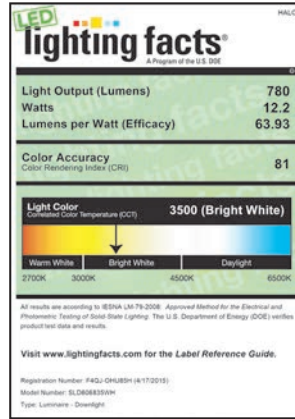 LED
HALO
lighting facts®
A Program of the U.S. DOE
Light Output (Lumens) 780
Watts 12.2
Lumens per Watt (Efficacy) 63.93
Color Accuracy
Color Rendering Index (CRI) 81
Light Color
Correlated Color Temperature (CCT) 3500 (Bright White)
Warm White Bright White Daylight
2700K 3000K 4500K 6500K
All results are according to IESNA LM-79-2008: Approved Method for the Electrical and
Photometric Testing of Solid-State Lighting. The U.S. Department of Energy (DOE) verifies
product test data and results.
Visit www.lightingfacts.com for the Label Reference Guide.
Registration Number: F4GJ-OHU85H (4/17/2015)
Model Number: SLD606835WH
Type: Luminaire - Downlight